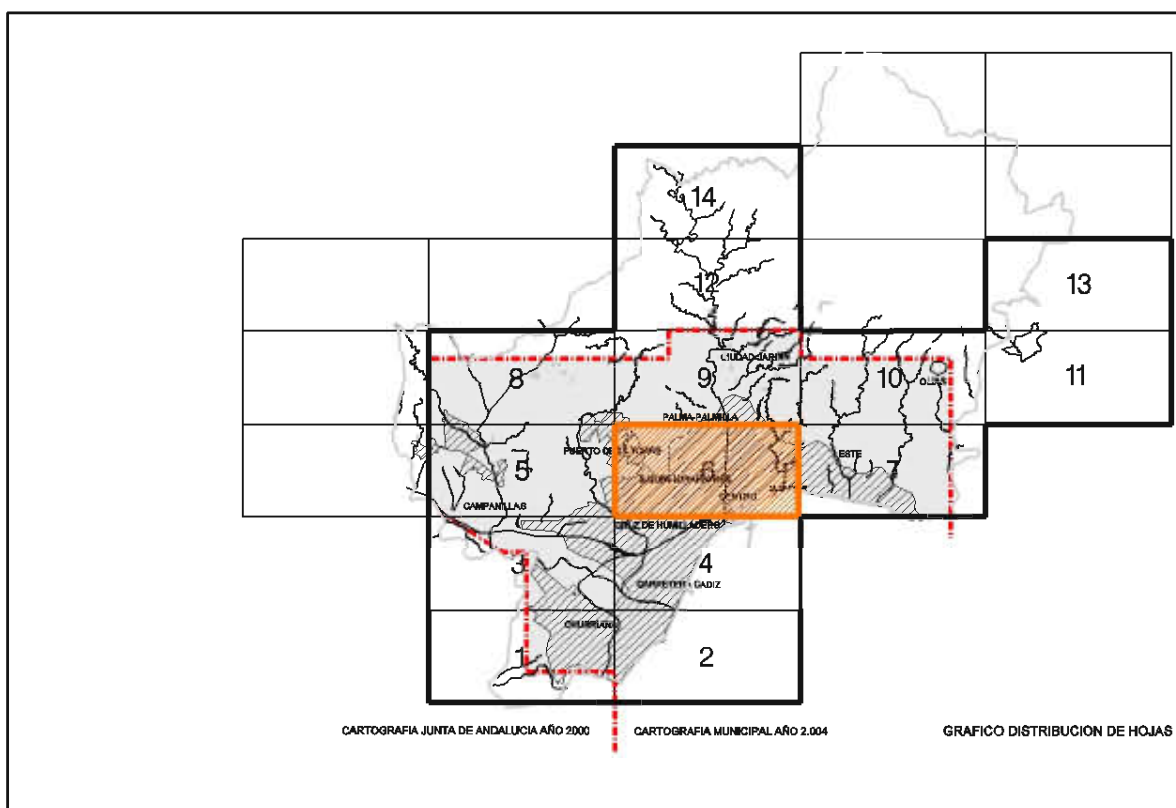 14
12
13
8
9
CIUDAD JARDIN
10
OLIAS
11
PALMA-PALMILLA
PUERTO DE LA TORRE
5
6
CENTRO
ESTE
7
CAMPANILLAS
CRUZ DE HUMILLADERO
3
4
CARRETERA CADIZ
CHURRIANA
1
2
CARTOGRAFIA JUNTA DE ANDALUCIA AÑO 2000
CARTOGRAFIA MUNICIPAL AÑO 2.004
GRAFICO DISTRIBUCION DE HOJAS